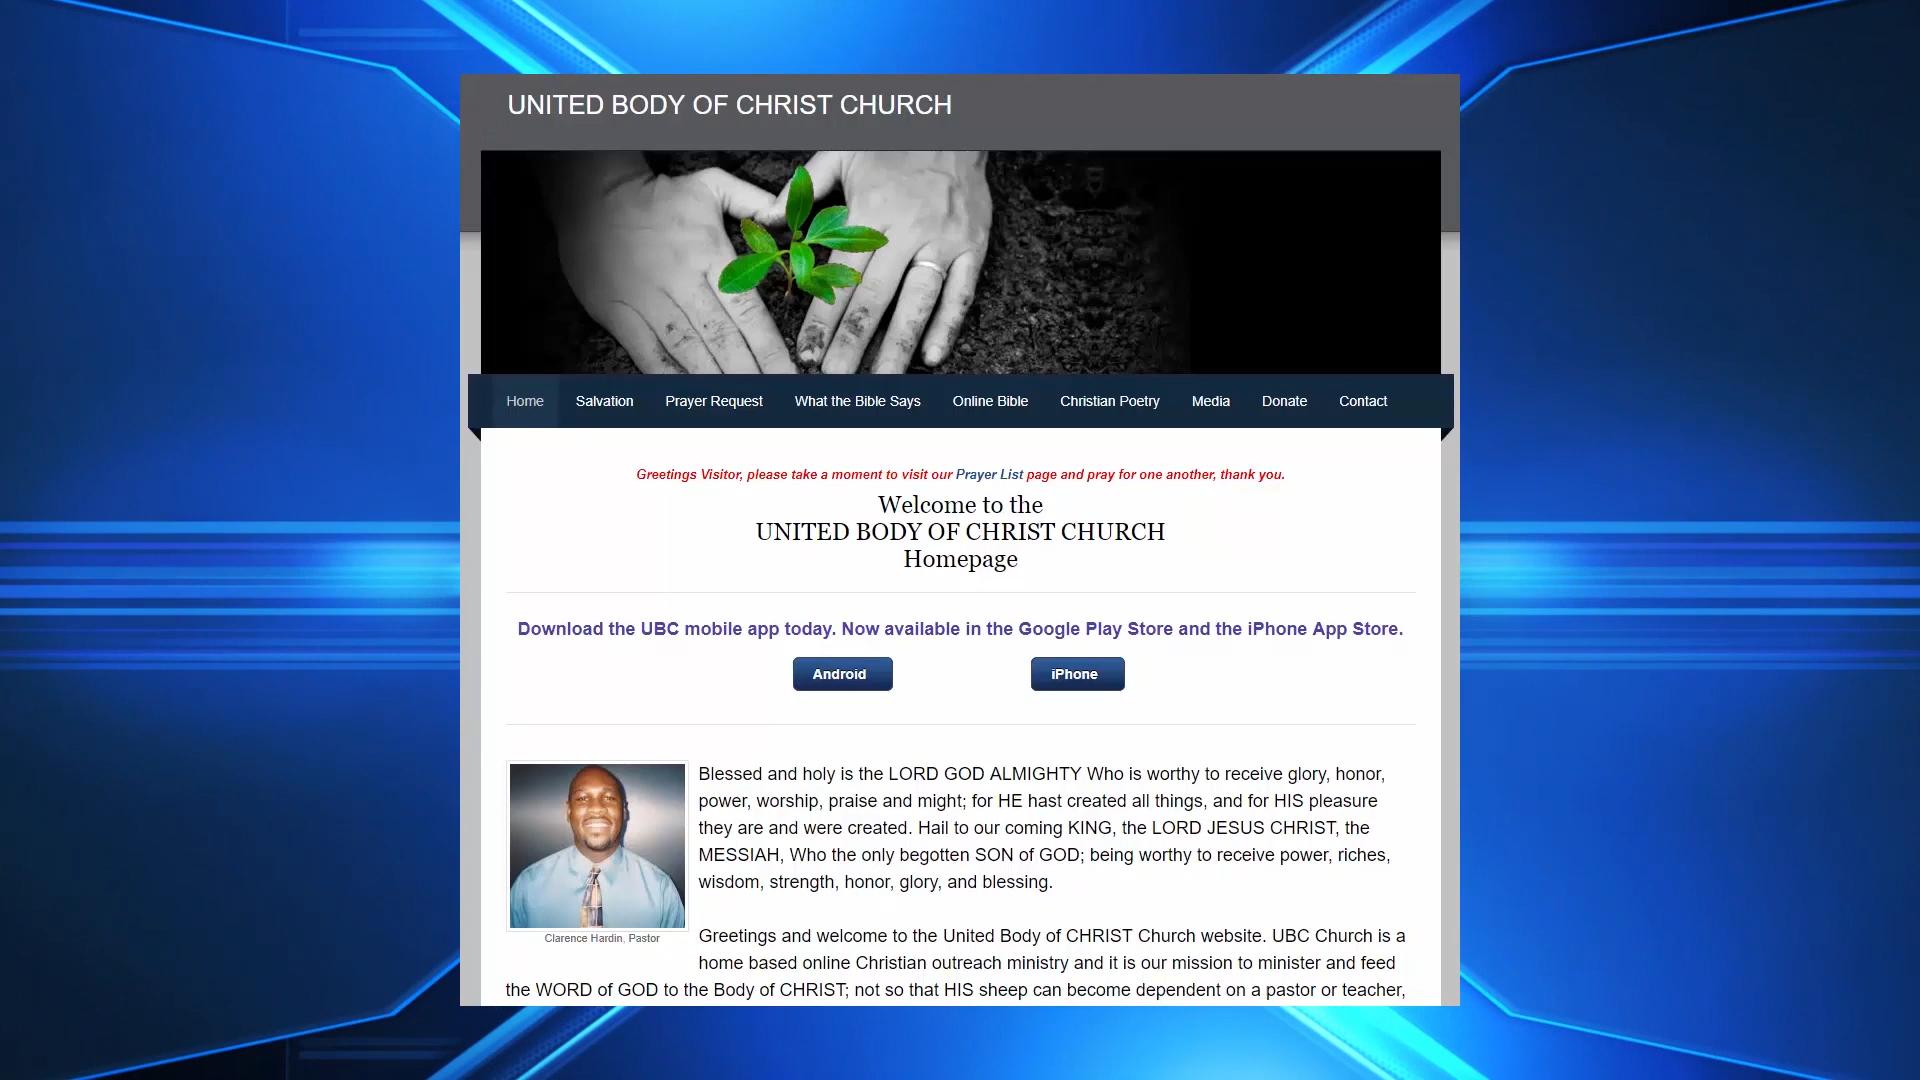 UNITED BODY OF CHRIST CHURCH
Home Salvation Prayer Request What the Bible Says Online Bible Christian Poetry Media Donate Contact
Greetings Visitor, please take a moment to visit our Prayer List page and pray for one another, thank you.
Welcome to the
UNITED BODY OF CHRIST CHURCH
Homepage
Download the UBC mobile app today. Now available in the Google Play Store and the iPhone App Store.
Android iPhone
Blessed and holy is the LORD GOD ALMIGHTY Who is worthy to receive glory, honor,
power, worship, praise and might; for HE hast created all things, and for HIS pleasure
they are and were created. Hail to our coming KING, the LORD JESUS CHRIST, the
MESSIAH, Who the only begotten SON of GOD; being worthy to receive power, riches,
wisdom, strength, honor, glory, and blessing.
Clarence Hardin, Pastor
Greetings and welcome to the United Body of CHRIST Church website. UBC Church is a
home based online Christian outreach ministry and it is our mission to minister and feed
the WORD of GOD to the Body of CHRIST; not so that HIS sheep can become dependent on a pastor or teacher,